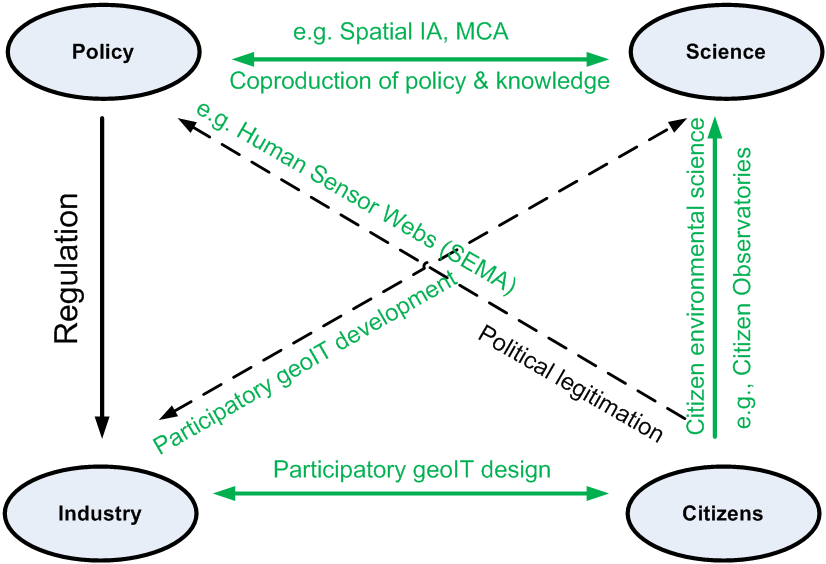 e.g. Spatial IA, MCA
Policy
Science
Coproduction of policy & knowledge
e.g. Human Sensor Webs (SEMA)
Citizen environmental science
e.g., Citizen Observatories
Regulation
Participatory geoIT development
Political legitimation
Participatory geoIT design
Industry
Citizens